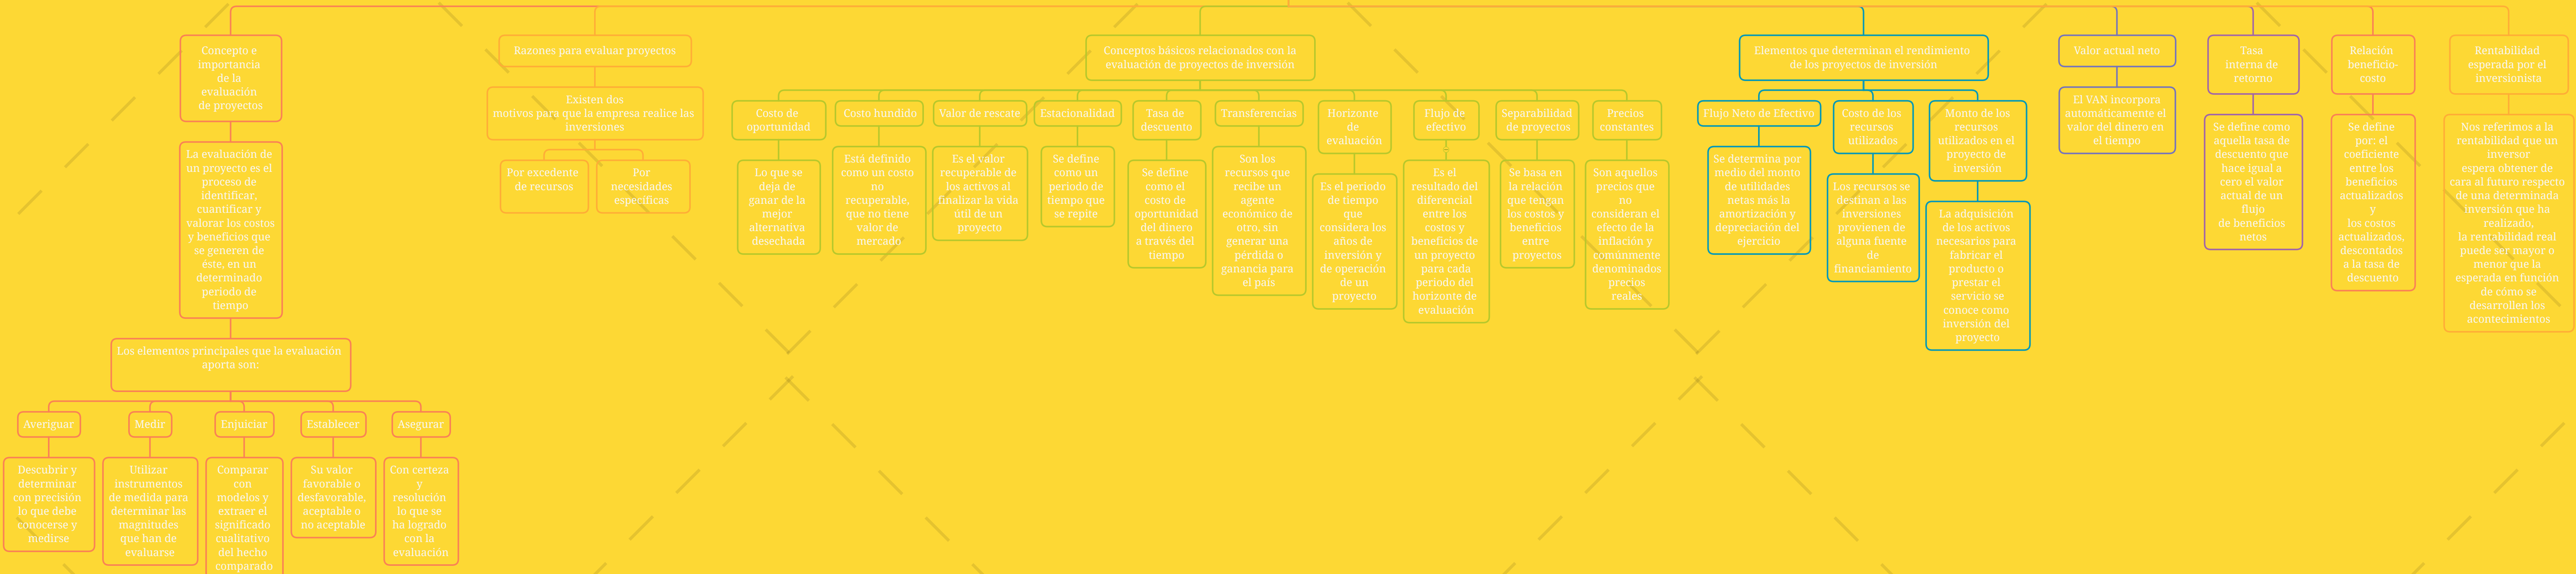 Concepto e
importancia
de la
evaluación
de proyectos
La evaluación de
un proyecto es el
proceso de
identificar,
cuantificar y
valorar los costos
y beneficios que
se generen de
éste, en un
determinado
periodo de
tiempo
Los elementos principales que la evaluación
aporta son:
Averiguar
Descubrir y
determinar
con precisión
lo que debe
conocerse y
medirse
Medir
Utilizar
instrumentos
de medida para
determinar las
magnitudes
que han de
evaluarse
Enjuiciar
Comparar
con
modelos y
extraer el
significado
cualitativo
del hecho
comparado
Establecer
Su valor
favorable o
desfavorable,
aceptable o
no aceptable
Asegurar
Con certeza
y
resolución
lo que se
ha logrado
con la
evaluación
Razones para evaluar proyectos
Existen dos
motivos para que la empresa realice las
inversiones
Por excedente
de recursos
Por
necesidades
específicas
Conceptos básicos relacionados con la
evaluación de proyectos de inversión
Costo de
oportunidad
Lo que se
deja de
ganar de la
mejor
alternativa
desechada
Costo hundido
Está definido
como un costo
no
recuperable,
que no tiene
valor de
mercado
Valor de rescate
Es el valor
recuperable de
los activos al
finalizar la vida
útil de un
proyecto
Estacionalidad
Se define
como un
periodo de
tiempo que
se repite
Tasa de
descuento
Se define
como el
costo de
oportunidad
del dinero
a través del
tiempo
Transferencias
Son los
recursos que
recibe un
agente
económico de
otro, sin
generar una
pérdida o
ganancia para
el país
Horizonte
de
evaluación
Es el periodo
de tiempo
que
considera los
años de
inversión y
de operación
de un
proyecto
Flujo de
efectivo
Es el
resultado del
diferencial
entre los
costos y
beneficios de
un proyecto
para cada
periodo del
horizonte de
evaluación
Separabilidad
de proyectos
Se basa en
la relación
que tengan
los costos y
beneficios
entre
proyectos
Precios
constantes
Son aquellos
precios que
no
consideran el
efecto de la
inflación y
comúnmente
denominados
precios
reales
Elementos que determinan el rendimiento
de los proyectos de inversión
Flujo Neto de Efectivo
Se determina por
medio del monto
de utilidades
netas más la
amortización y
depreciación del
ejercicio
Costo de los
recursos
utilizados
Los recursos se
destinan a las
inversiones
provienen de
alguna fuente
de
financiamiento
Monto de los
recursos
utilizados en el
proyecto de
inversión
La adquisición
de los activos
necesarios para
fabricar el
producto o
prestar el
servicio se
conoce como
inversión del
proyecto
Valor actual neto
El VAN incorpora
automáticamente el
valor del dinero en
el tiempo
Tasa
interna de
retorno
Se define como
aquella tasa de
descuento que
hace igual a
cero el valor
actual de un
flujo
de beneficios
netos
Relación
beneficio-
costo
Se define
por: el
coeficiente
entre los
beneficios
actualizados
y
los costos
actualizados,
descontados
a la tasa de
descuento
Rentabilidad
esperada por el
inversionista
Nos referimos a la
rentabilidad que un
inversor
espera obtener de
cara al futuro respecto
de una determinada
inversión que ha
realizado,
la rentabilidad real
puede ser mayor o
menor que la
esperada en función
de cómo se
desarrollen los
acontecimientos